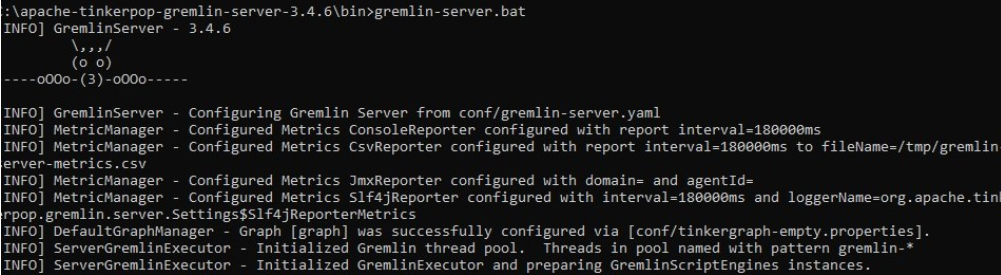 :\apache-tinkerpop-gremlin-server-3.4.6\bin>gremlin-server.bat
INFO] GremlinServer - 3.4.6
         \,,,/
         (o o)
----oOOo-(3)-oOOo-----
INFO] GremlinServer - Configuring Gremlin Server from conf/gremlin-server.yaml
INFO] MetricManager - Configured Metrics ConsoleReporter configured with report interval=180000ms
INFO] MetricManager - Configured Metrics CsvReporter configured with report interval=180000ms to fileName=/tmp/gremlin-
erver-metrics.csv
INFO] MetricManager - Configured Metrics JmxReporter configured with domain= and agentId=
INFO] MetricManager - Configured Metrics Slf4jReporter configured with interval=180000ms and loggerName=org.apache.tink
rpop.gremlin.server.Settings$Slf4jReporterMetrics
INFO] DefaultGraphManager - Graph [graph] was successfully configured via [conf/tinkergraph-empty.properties].
INFO] ServerGremlinExecutor - Initialized Gremlin thread pool.  Threads in pool named with pattern gremlin-*
INFO] ServerGremlinExecutor - Initialized GremlinExecutor and preparing GremlinScriptEngines instances.